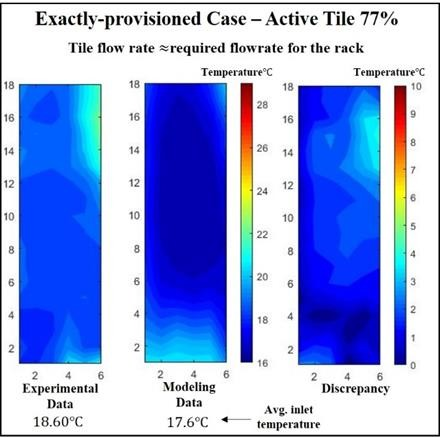 Exactly-provisioned Case – Active Tile 77%
Tile flow rate ≈required flowrate for the rack
Temperature℃ Temperature℃
18 18 28 18 10
16 16 26 16 9
14 14 24 14 8
12 12 22 12 7
10 10 20 10 6
8 8 18 8 5
6 6 16 6 4
4 4 4 3
2 2 2 2
1
0
2 4 6 2 4 6 2 4 6
Experimental Data
18.60℃
Modeling Data
17.6℃
Avg. inlet temperature
Discrepancy